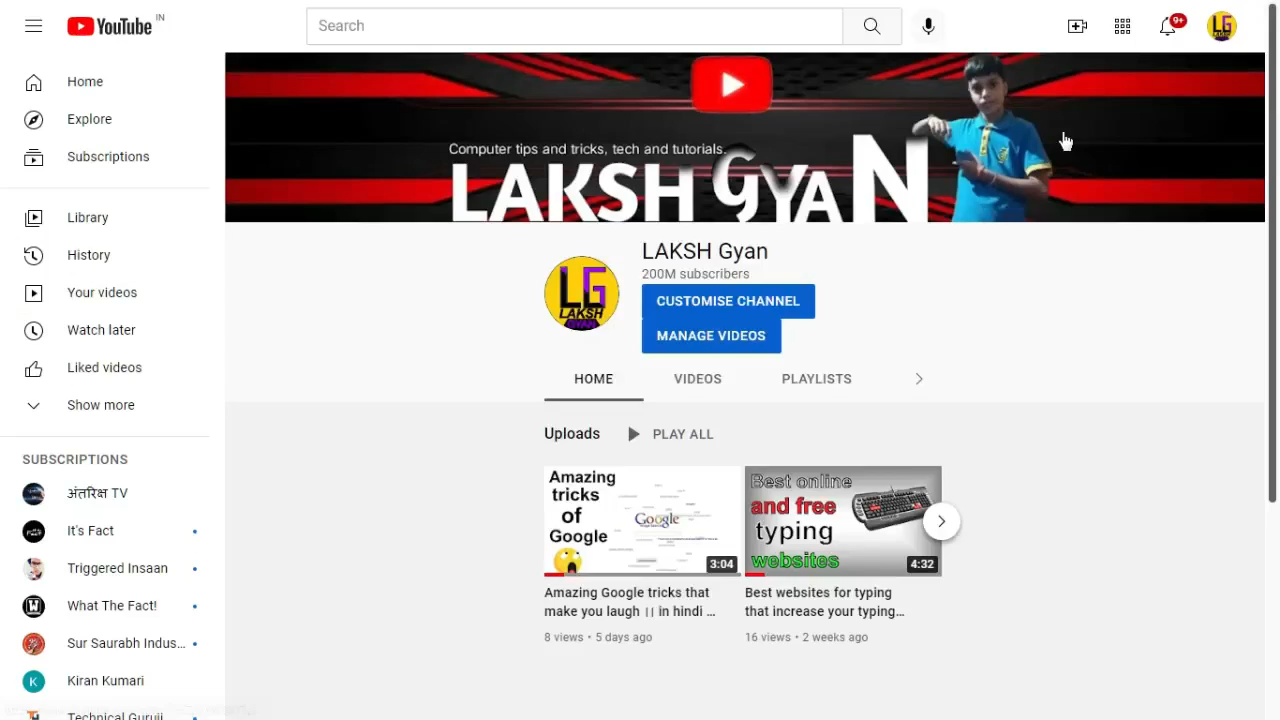 YouTube IN
Search
9+
LG
Home
Explore
Subscriptions
Library
History
Your videos
Watch later
Liked videos
Show more
SUBSCRIPTIONS
अंतरिक्ष TV
It's Fact
Triggered Insaan
What The Fact!
Sur Saurabh Indus...
K
Kiran Kumari
Technical Guruji
Computer tips and tricks, tech and tutorials.
LAKSH GYAN
LG
LAKSH
GYAN
LAKSH Gyan
200M subscribers
CUSTOMISE CHANNEL
MANAGE VIDEOS
HOME
VIDEOS
PLAYLISTS
Uploads
PLAY ALL
Amazing
tricks
of
Google
Google
3:04
Best online
and free
typing
websites
4:32
Amazing Google tricks that
make you laugh || in hindi ...
8 views • 5 days ago
Best websites for typing
that increase your typing...
16 views • 2 weeks ago